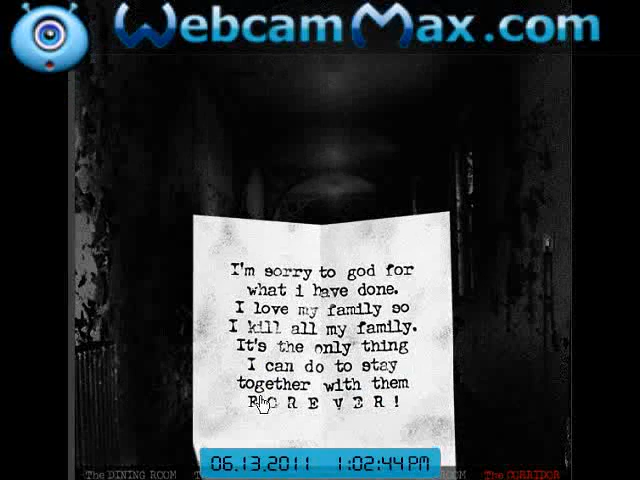 WebcamMax.com
I'm sorry to god for
what i have done.
I love my family so
I kill all my family.
It's the only thing
I can do to stay
together with them
FOREVER!
06.13.2011 1:02:44 PM
The DINING ROOM
The CORRIDOR